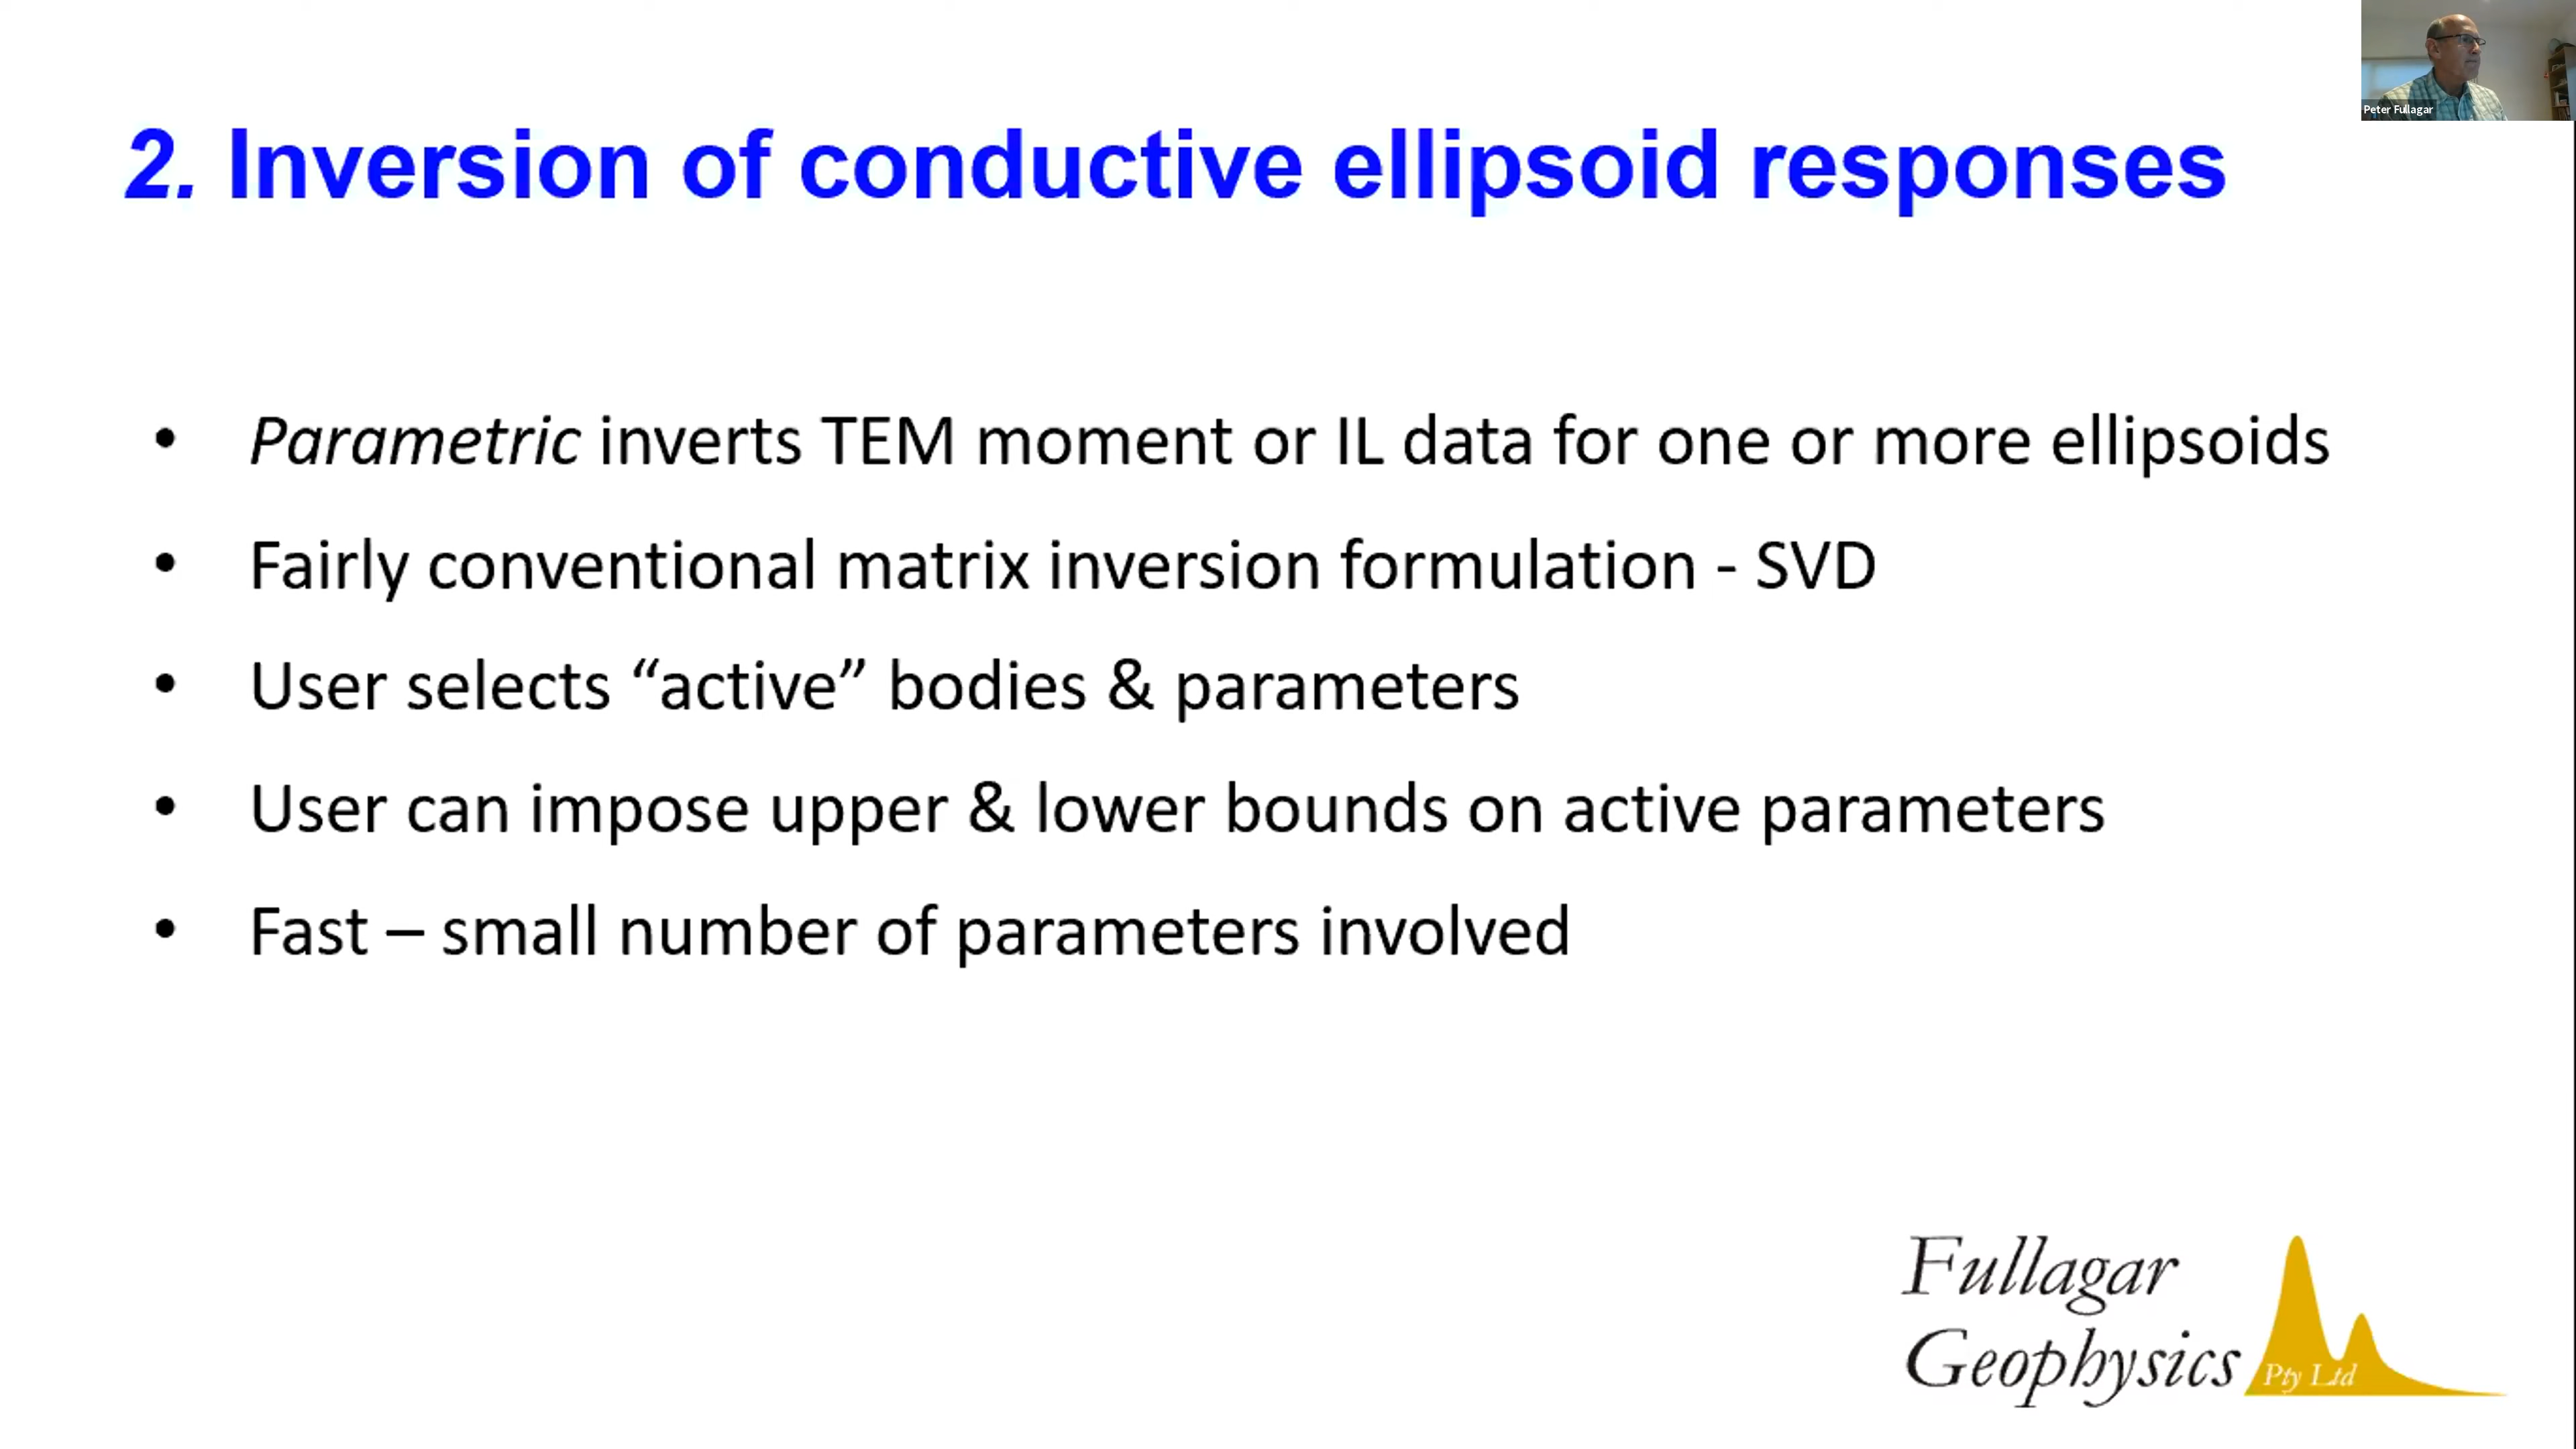 Peter Fullagar
2. Inversion of conductive ellipsoid responses
• Parametric inverts TEM moment or IL data for one or more ellipsoids
• Fairly conventional matrix inversion formulation - SVD
• User selects “active” bodies & parameters
• User can impose upper & lower bounds on active parameters
• Fast – small number of parameters involved
Fullagar
Geophysics
Pty Ltd